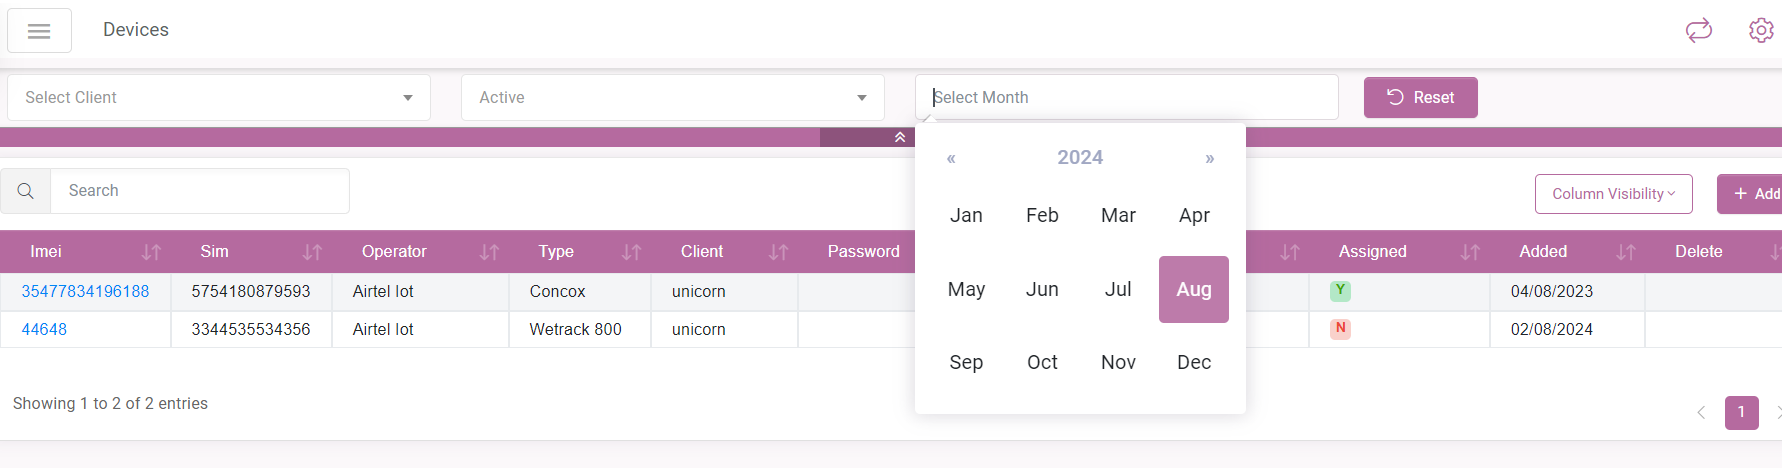 Devices
Select Client
Active
Select Month
Reset
« 2024 »
Jan Feb Mar Apr
May Jun Jul Aug
Sep Oct Nov Dec
Search
Column Visibility
+ Add
Imei Sim Operator Type Client Password Assigned Added Delete
35477834196188 5754180879593 Airtel Iot Concox unicorn Y 04/08/2023
44648 3344535534356 Airtel Iot Wetrack 800 unicorn N 02/08/2024
Showing 1 to 2 of 2 entries
1